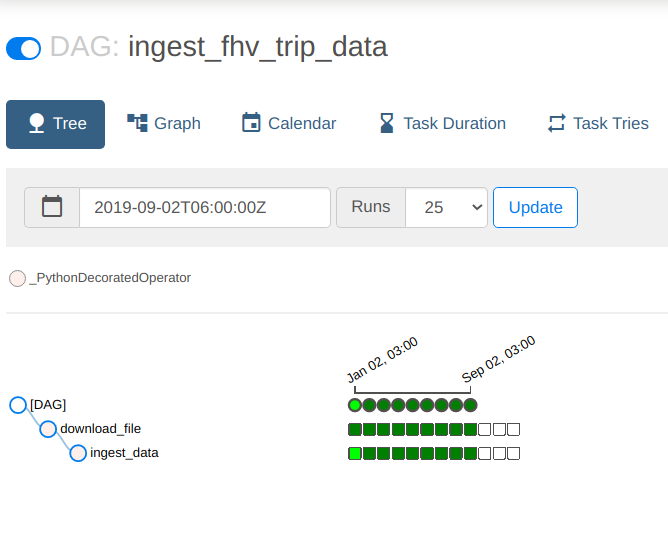 DAG: ingest_fhv_trip_data
Tree Graph Calendar Task Duration Task Tries
2019-09-02T06:00:00Z Runs 25 Update
_PythonDecoratedOperator
Jan 02, 03:00 Sep 02, 03:00
[DAG]
download_file
ingest_data